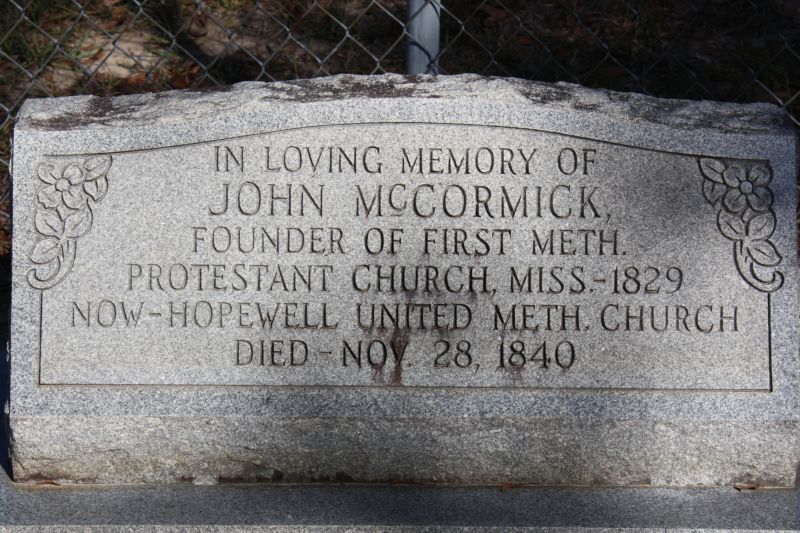 IN LOVING MEMORY OF
JOHN McCORMICK,
FOUNDER OF FIRST METH.
PROTESTANT CHURCH, MISS.-1829
NOW-HOPEWELL UNITED METH. CHURCH
DIED-NOV. 28, 1840